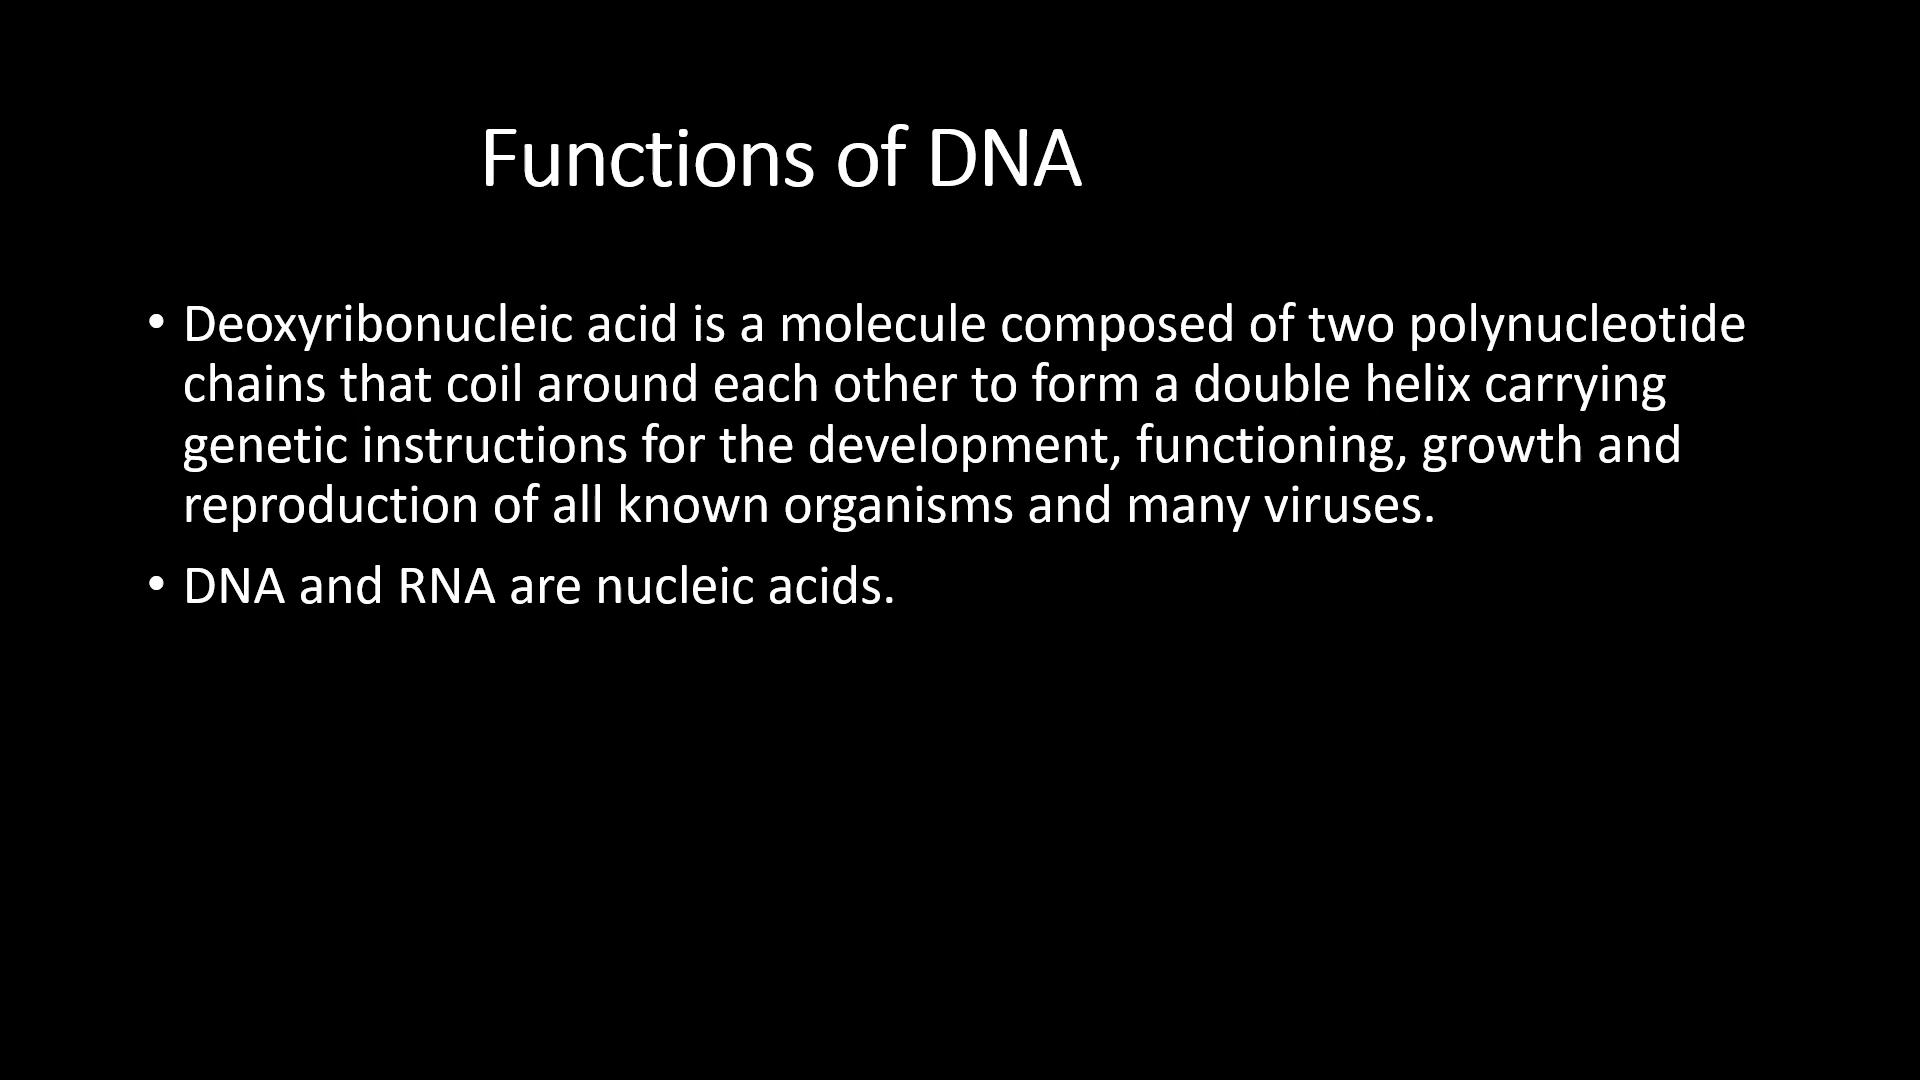 Functions of DNA
• Deoxyribonucleic acid is a molecule composed of two polynucleotide
chains that coil around each other to form a double helix carrying
genetic instructions for the development, functioning, growth and
reproduction of all known organisms and many viruses.
• DNA and RNA are nucleic acids.